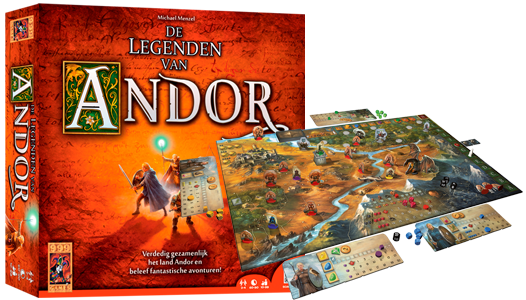 Michael Menzel
DE
LEGENDEN
VAN
ANDOR
DE LEGENDEN VAN
ANDOR
Verdedig gezamenlijk
het land Andor en
beleef fantastische avonturen!
999